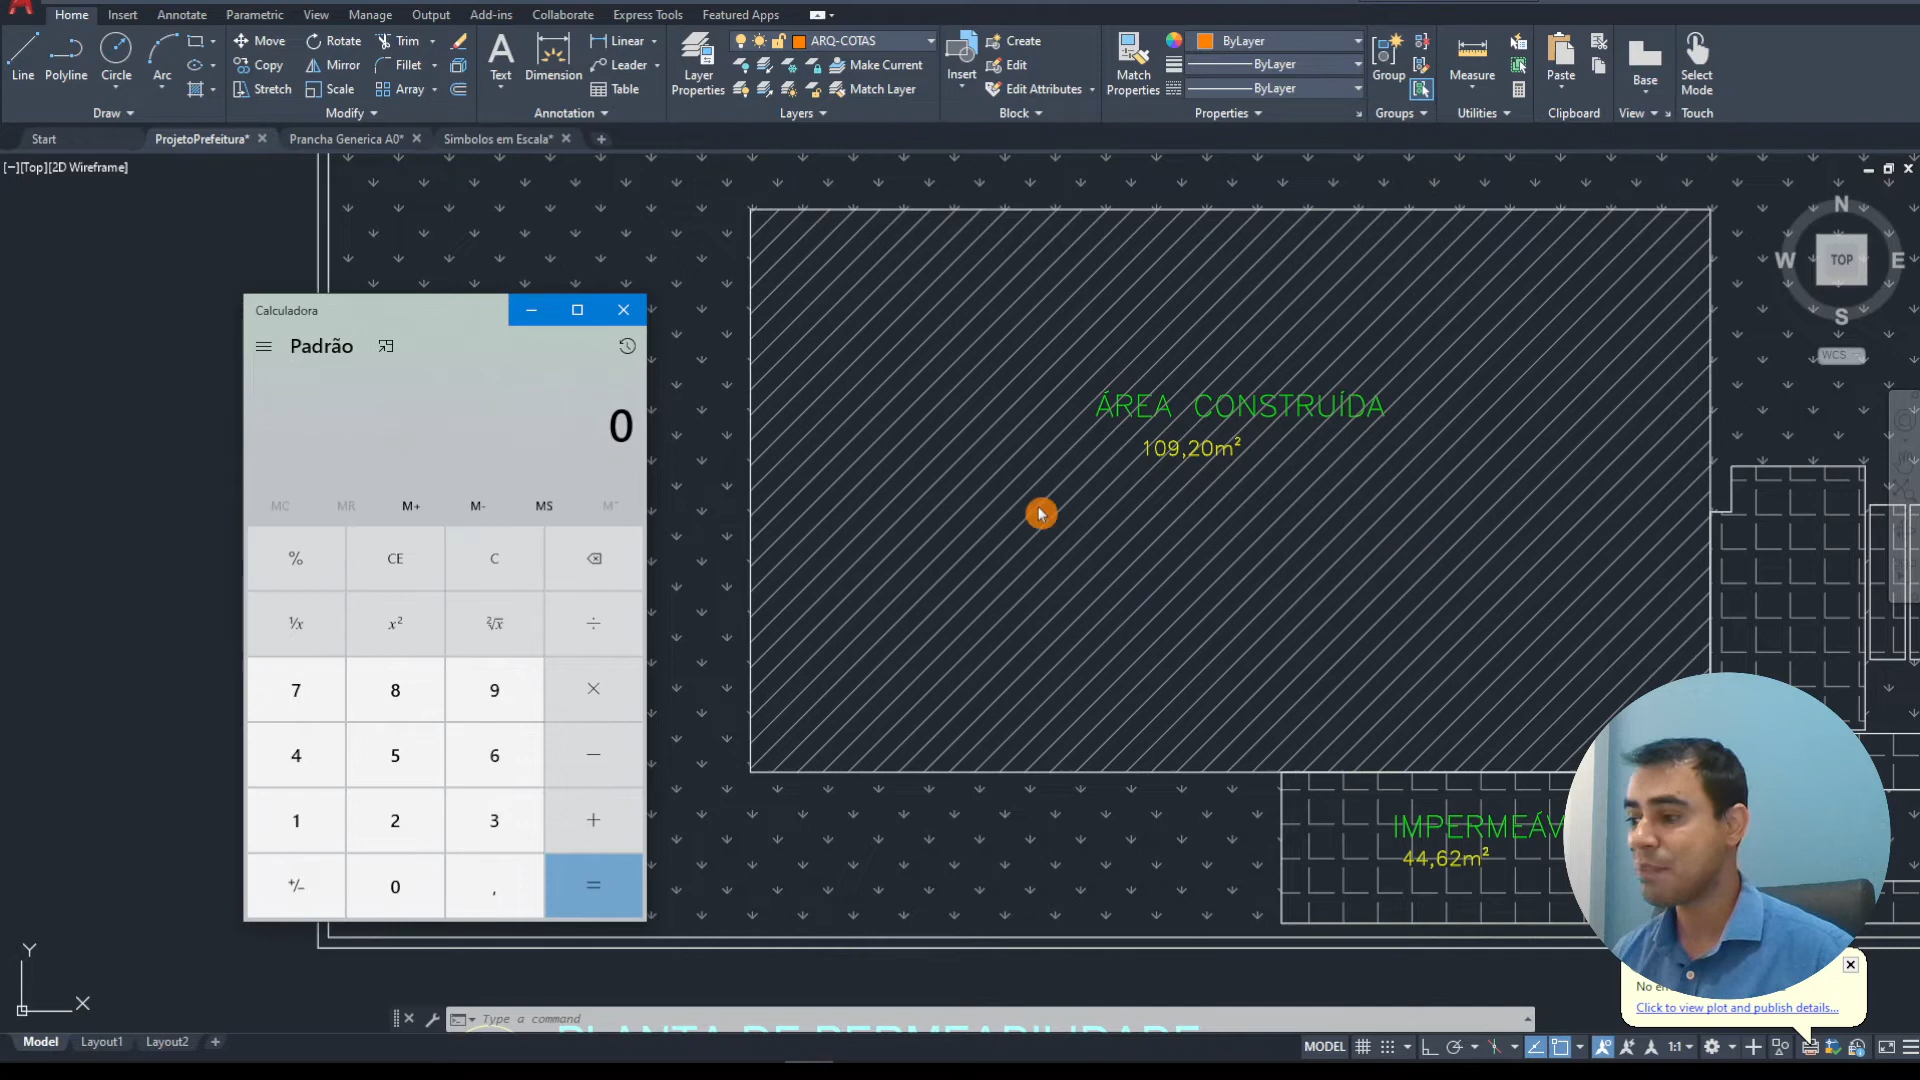 Home Insert Annotate Parametric View Manage Output Add-ins Collaborate Express Tools Featured Apps
Line Polyline Circle Arc
Move Rotate Trim
Copy Mirror Fillet
Stretch Scale Array
Text Dimension
Linear
Leader
Table
Layer Properties
ARQ-COTAS
Make Current
Match Layer
Insert
Create
Edit
Edit Attributes
Match Properties
ByLayer
ByLayer
ByLayer
Group
Measure
Paste
Base
Select Mode
Draw Modify Annotation Layers Block Properties Groups Utilities Clipboard View Touch
Start ProjetoPrefeitura* Prancha Generica A0* Simbolos em Escala*
[−][Top][2D Wireframe]
N
W TOP E
S
WCS
Calculadora
Padrão
0
MC MR M+ M- MS M˅
% CE C
¹/x x² ²√x ÷
7 8 9 ×
4 5 6 −
1 2 3 +
+/- 0 , =
ÁREA CONSTRUÍDA
109,20m²
IMPERMEÁV
44,62m²
Y
X
Type a command
PLANTA DE PERMEABILIDADE
Click to view plot and publish details...
Model Layout1 Layout2
MODEL 1:1